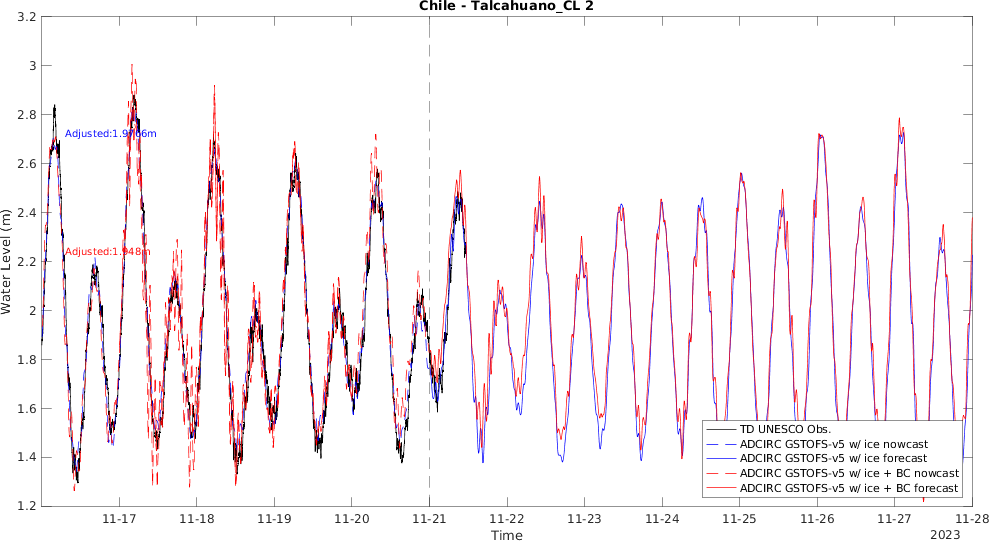 Chile - Talcahuano_CL 2
Water Level (m)
3.2
3
2.8
2.6
2.4
2.2
2
1.8
1.6
1.4
1.2
Adjusted:1.9766m
Adjusted:1.948m
TD UNESCO Obs.
ADCIRC GSTOFS-v5 w/ ice nowcast
ADCIRC GSTOFS-v5 w/ ice forecast
ADCIRC GSTOFS-v5 w/ ice + BC nowcast
ADCIRC GSTOFS-v5 w/ ice + BC forecast
11-17 11-18 11-19 11-20 11-21 11-22 11-23 11-24 11-25 11-26 11-27 11-28
Time
2023